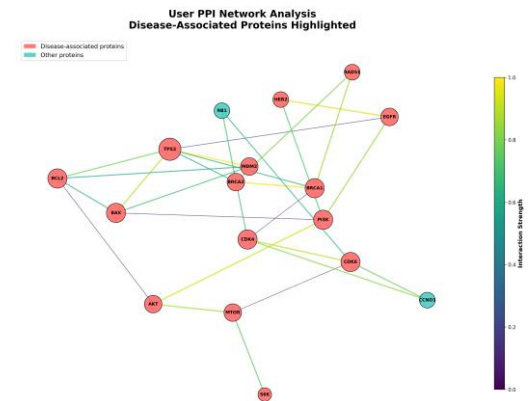 User PPI Network Analysis
Disease-Associated Proteins Highlighted
Disease-associated proteins
Other proteins
RAD51
HER2
RB1
EGFR
TP53
MDM2
BCL2
BRCA2
BRCA1
BAX
PI3K
CDK4
CDK6
CCND1
AKT
MTOR
S6K
1.0
0.8
0.6
0.4
0.2
0.0
Interaction Strength